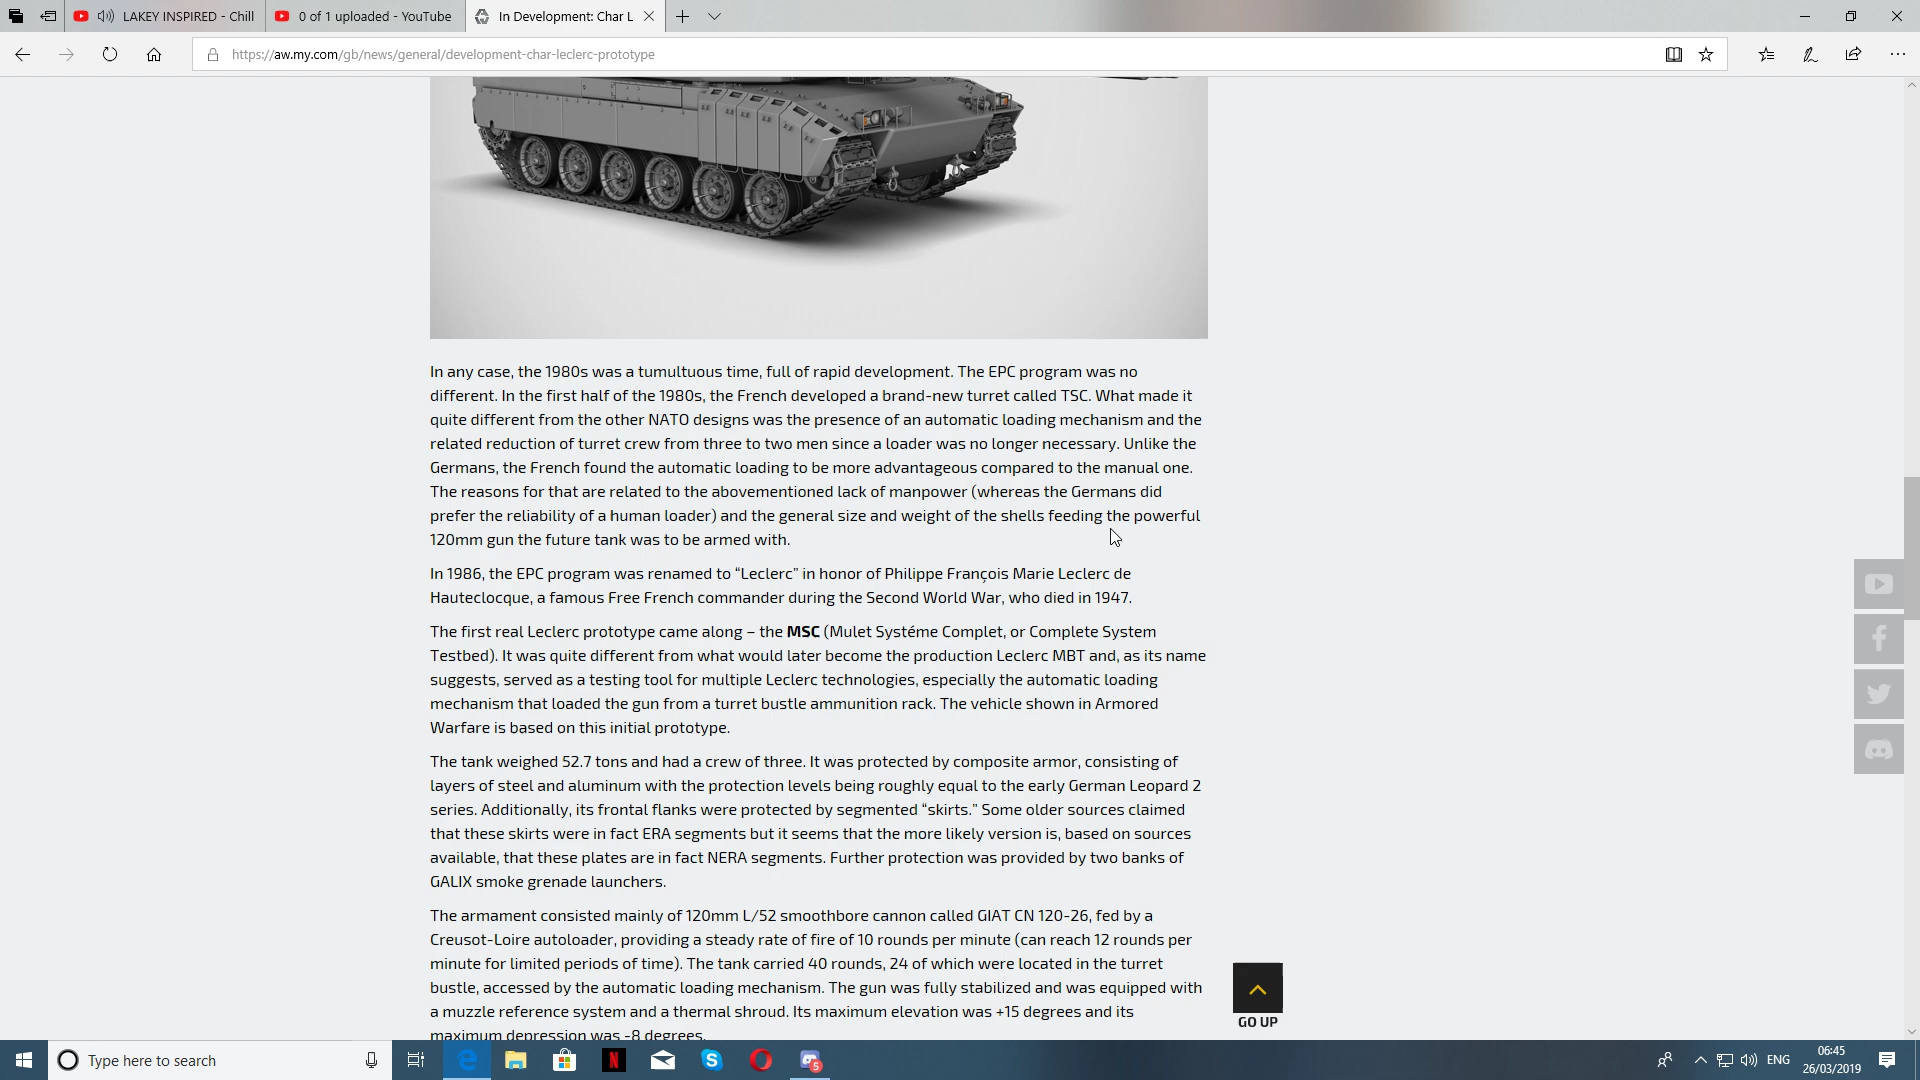 LAKEY INSPIRED - Chill
0 of 1 uploaded - YouTube
In Development: Char L
https://aw.my.com/gb/news/general/development-char-leclerc-prototype
In any case, the 1980s was a tumultuous time, full of rapid development. The EPC program was no
different. In the first half of the 1980s, the French developed a brand-new turret called TSC. What made it
quite different from the other NATO designs was the presence of an automatic loading mechanism and the
related reduction of turret crew from three to two men since a loader was no longer necessary. Unlike the
Germans, the French found the automatic loading to be more advantageous compared to the manual one.
The reasons for that are related to the abovementioned lack of manpower (whereas the Germans did
prefer the reliability of a human loader) and the general size and weight of the shells feeding the powerful
120mm gun the future tank was to be armed with.
In 1986, the EPC program was renamed to “Leclerc” in honor of Philippe François Marie Leclerc de
Hauteclocque, a famous Free French commander during the Second World War, who died in 1947.
The first real Leclerc prototype came along – the MSC (Mulet Systéme Complet, or Complete System
Testbed). It was quite different from what would later become the production Leclerc MBT and, as its name
suggests, served as a testing tool for multiple Leclerc technologies, especially the automatic loading
mechanism that loaded the gun from a turret bustle ammunition rack. The vehicle shown in Armored
Warfare is based on this initial prototype.
The tank weighed 52.7 tons and had a crew of three. It was protected by composite armor, consisting of
layers of steel and aluminum with the protection levels being roughly equal to the early German Leopard 2
series. Additionally, its frontal flanks were protected by segmented “skirts.” Some older sources claimed
that these skirts were in fact ERA segments but it seems that the more likely version is, based on sources
available, that these plates are in fact NERA segments. Further protection was provided by two banks of
GALIX smoke grenade launchers.
The armament consisted mainly of 120mm L/52 smoothbore cannon called GIAT CN 120-26, fed by a
Creusot-Loire autoloader, providing a steady rate of fire of 10 rounds per minute (can reach 12 rounds per
minute for limited periods of time). The tank carried 40 rounds, 24 of which were located in the turret
bustle, accessed by the automatic loading mechanism. The gun was fully stabilized and was equipped with
a muzzle reference system and a thermal shroud. Its maximum elevation was +15 degrees and its
maximum depression was -8 degrees.
GO UP
Type here to search
N
S
5
ENG
06:45
26/03/2019